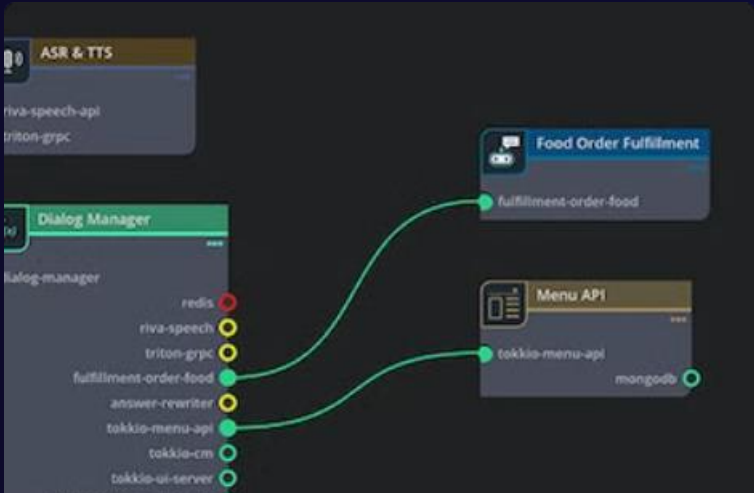 ASR & TTS
riva-speech-api
triton-grpc
Dialog Manager
dialog-manager
redis
riva-speech
triton-grpc
fulfillment-order-food
answer-rewriter
tokkio-menu-api
tokkio-cm
tokkio-ui-server
Food Order Fulfillment
fulfillment-order-food
Menu API
tokkio-menu-api
mongodb